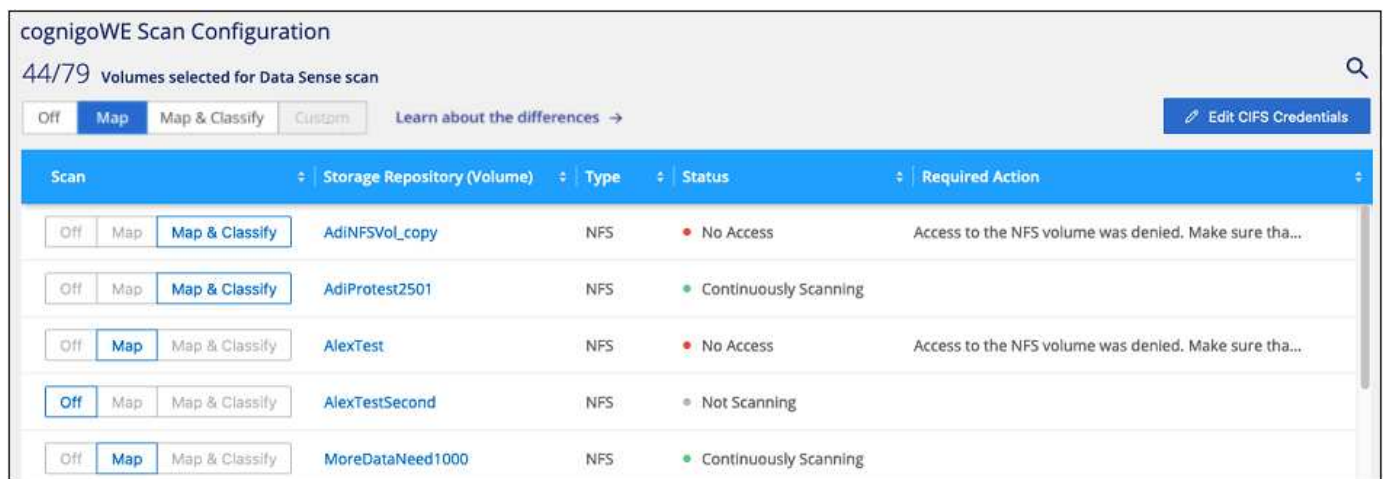 cognigoWE Scan Configuration
44/79 Volumes selected for Data Sense scan
Off Map Map & Classify Custom Learn about the differences → Edit CIFS Credentials
Scan Storage Repository (Volume) Type Status Required Action
Off Map Map & Classify AdiNFSVol_copy NFS No Access Access to the NFS volume was denied. Make sure tha...
Off Map Map & Classify AdiProtest2501 NFS Continuously Scanning
Off Map Map & Classify AlexTest NFS No Access Access to the NFS volume was denied. Make sure tha...
Off Map Map & Classify AlexTestSecond NFS Not Scanning
Off Map Map & Classify MoreDataNeed1000 NFS Continuously Scanning